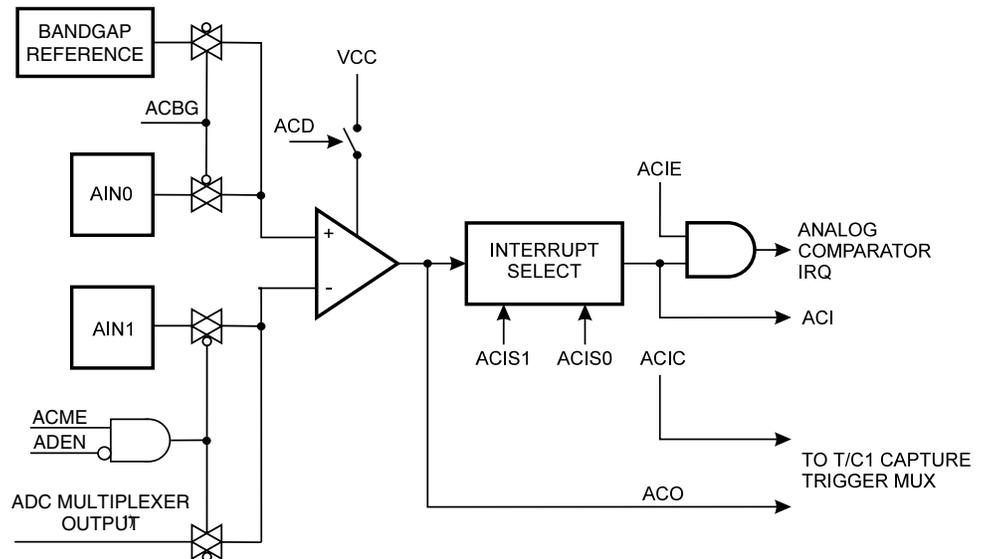 BANDGAP
REFERENCE
VCC
ACBG
ACD
AIN0
ACIE
+
-
INTERRUPT
SELECT
ANALOG
COMPARATOR
IRQ
AIN1
ACI
ACIS1
ACIS0
ACIC
ACME
ADEN
TO T/C1 CAPTURE
TRIGGER MUX
ADC MULTIPLEXER
OUTPUT
ACO